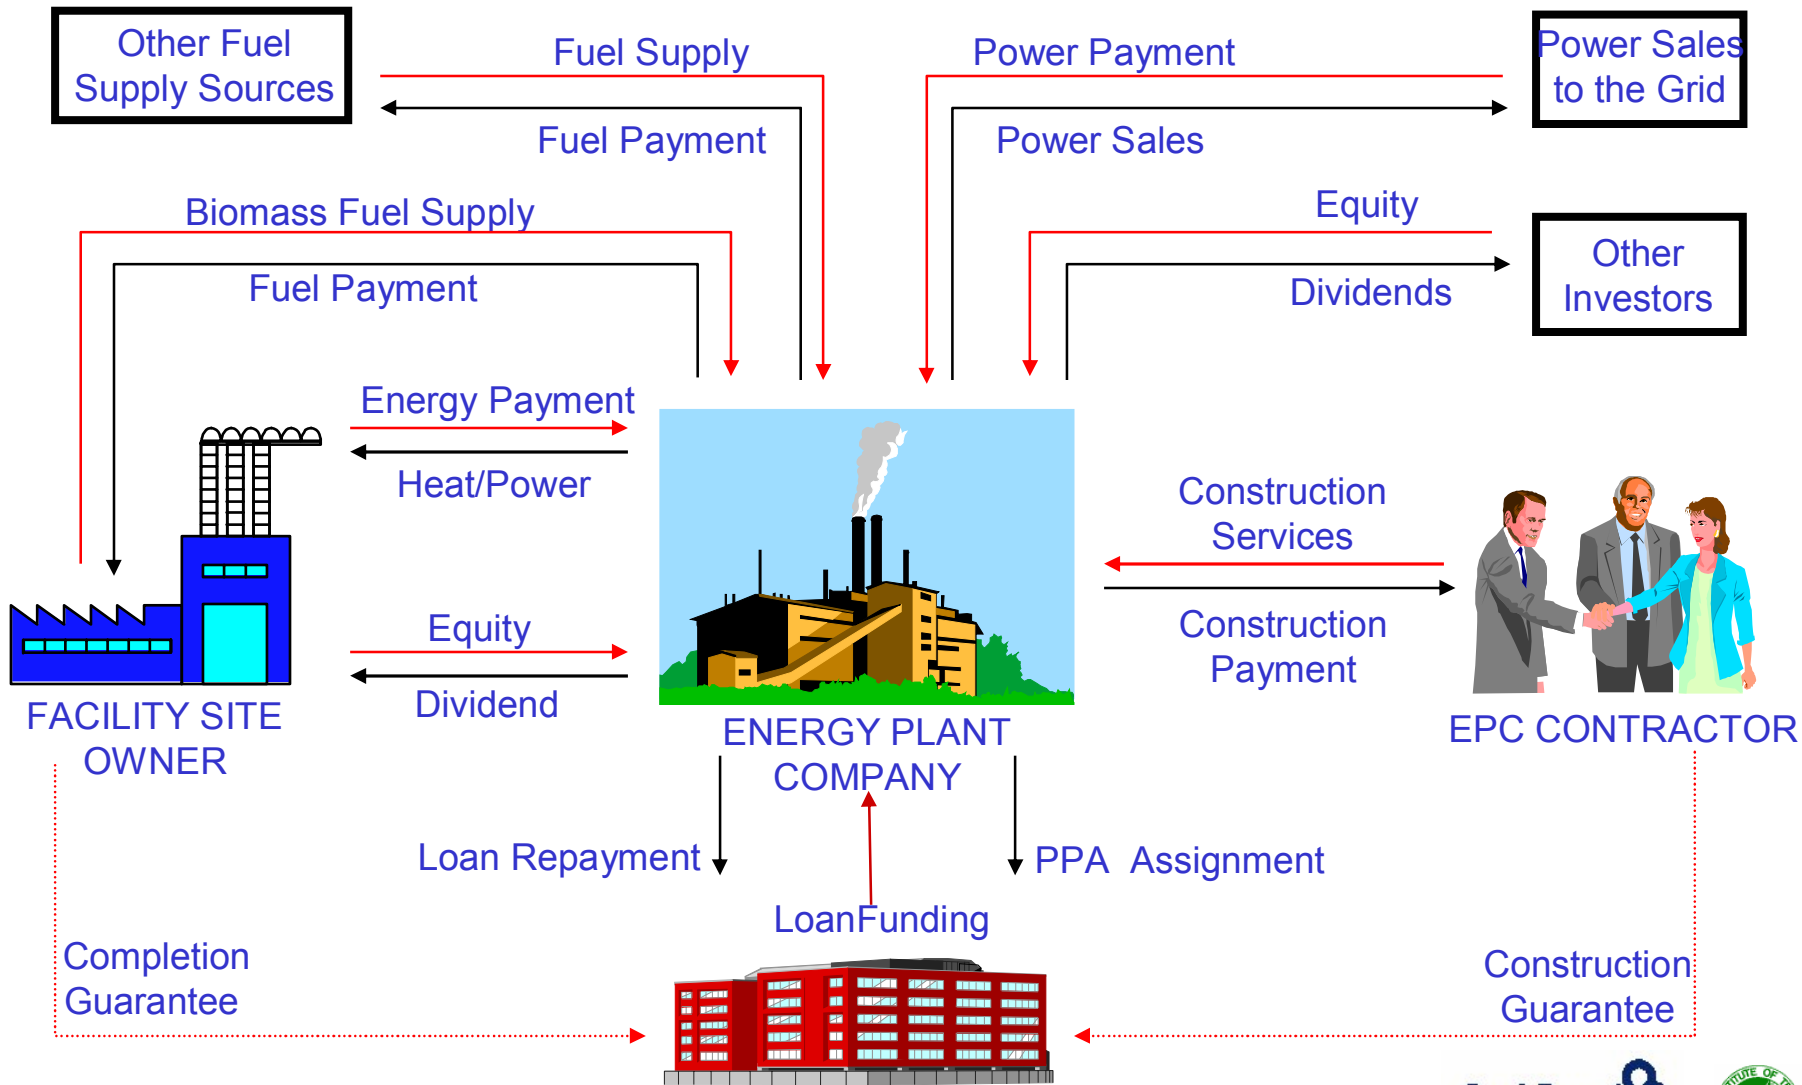 Other Fuel
Supply Sources
Fuel Supply
Fuel Payment
Power Payment
Power Sales
Power Sales
to the Grid
Biomass Fuel Supply
Fuel Payment
Equity
Dividends
Other
Investors
Energy Payment
Heat/Power
Equity
Dividend
Construction
Services
Construction
Payment
FACILITY SITE
OWNER
ENERGY PLANT
COMPANY
EPC CONTRACTOR
Loan Repayment
PPA Assignment
LoanFunding
Completion
Guarantee
Construction
Guarantee